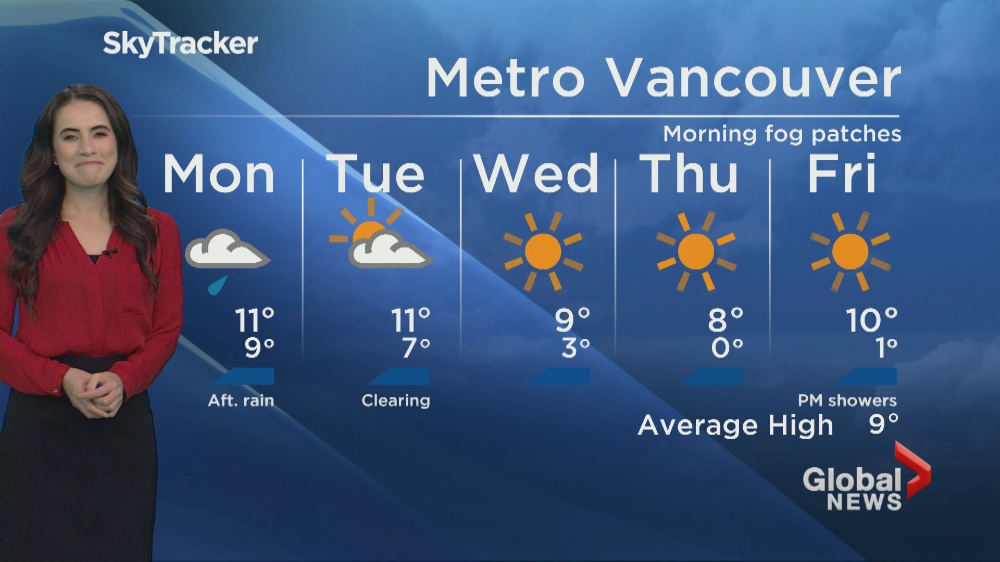 SkyTracker
Metro Vancouver
Morning fog patches
Mon Tue Wed Thu Fri
11° 11° 9° 8° 10°
9° 7° 3° 0° 1°
Aft. rain Clearing PM showers
Average High 9°
Global
NEWS